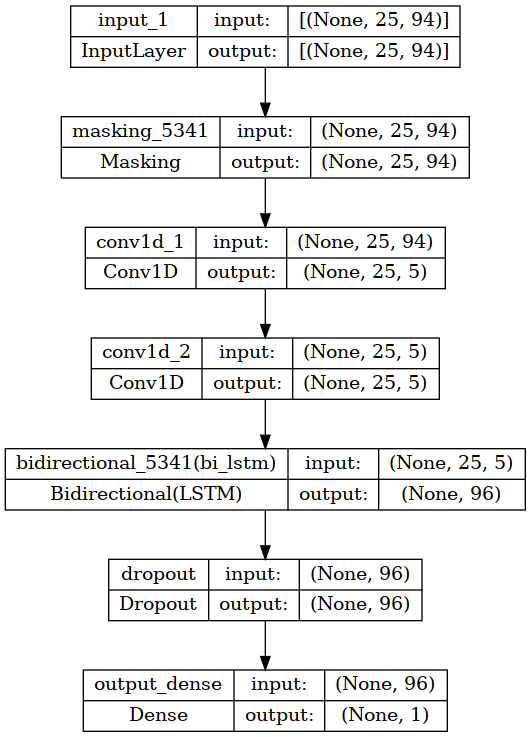 input_1 input: [(None, 25, 94)]
InputLayer output: [(None, 25, 94)]
masking_5341 input: (None, 25, 94)
Masking output: (None, 25, 94)
conv1d_1 input: (None, 25, 94)
Conv1D output: (None, 25, 5)
conv1d_2 input: (None, 25, 5)
Conv1D output: (None, 25, 5)
bidirectional_5341(bi_lstm) input: (None, 25, 5)
Bidirectional(LSTM) output: (None, 96)
dropout input: (None, 96)
Dropout output: (None, 96)
output_dense input: (None, 96)
Dense output: (None, 1)